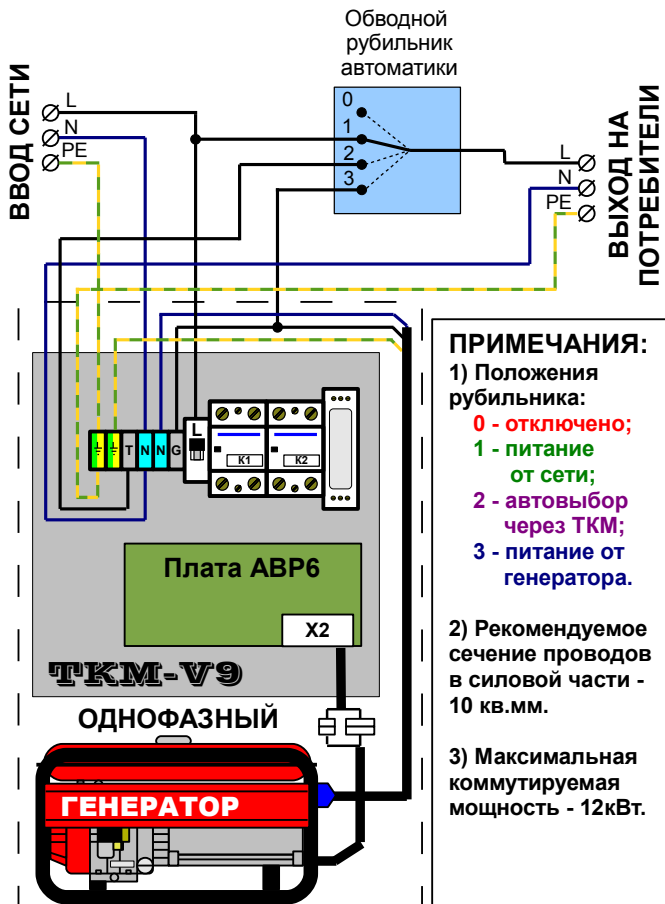 Обводной
рубильник
автоматики
ВВОД СЕТИ
L
N
PE
0
1
2
3
L
N
PE
ВЫХОД НА
ПОТРЕБИТЕЛИ
T
N
N
G
L
К1
К2
Плата АВР6
X2
ТКМ-V9
ОДНОФАЗНЫЙ
ГЕНЕРАТОР
ПРИМЕЧАНИЯ:
1) Положения
рубильника:
0 - отключено;
1 - питание
от сети;
2 - автовыбор
через ТКМ;
3 - питание от
генератора.
2) Рекомендуемое
сечение проводов
в силовой части -
10 кв.мм.
3) Максимальная
коммутируемая
мощность - 12кВт.